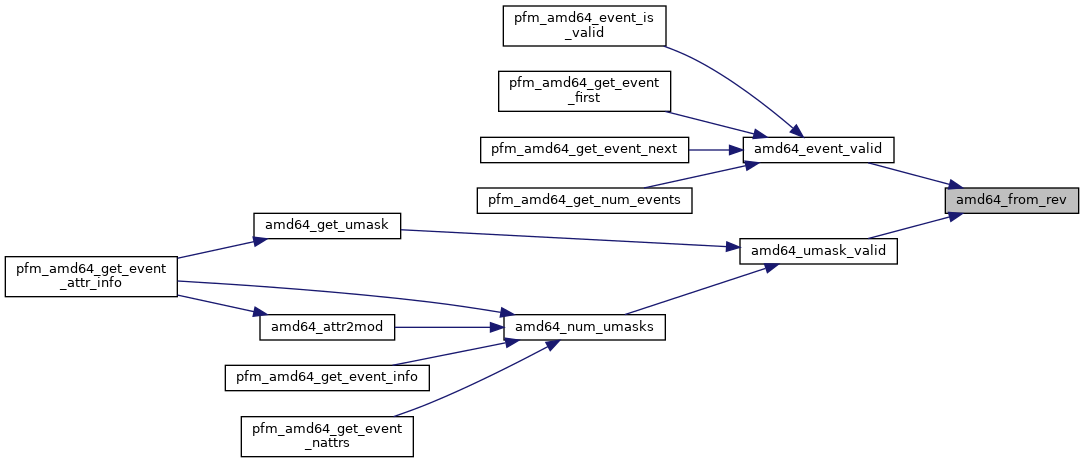 pfm_amd64_event_is
_valid
pfm_amd64_get_event
_first
pfm_amd64_get_event_next
amd64_event_valid
pfm_amd64_get_num_events
amd64_from_rev
amd64_get_umask
amd64_umask_valid
pfm_amd64_get_event
_attr_info
amd64_attr2mod
amd64_num_umasks
pfm_amd64_get_event_info
pfm_amd64_get_event
_nattrs